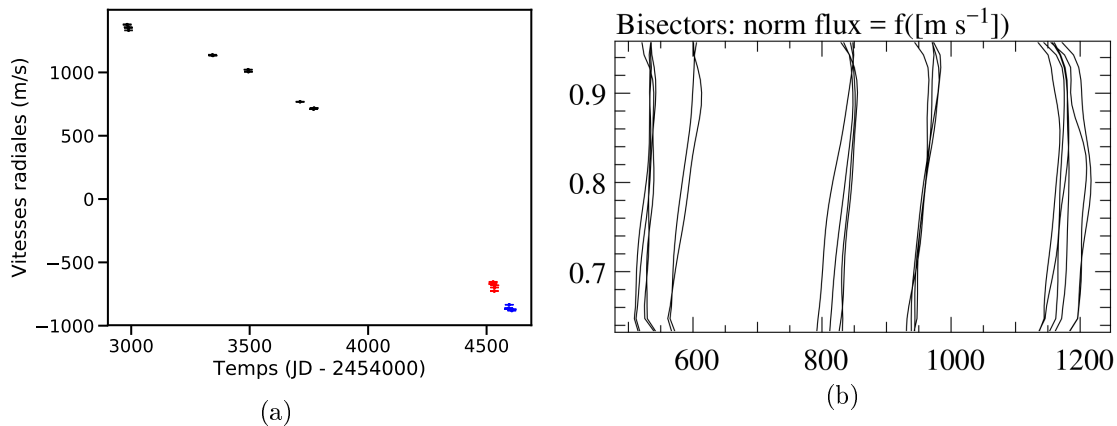 Vitesses radiales (m/s)
1000
500
0
−500
−1000
3000 3500 4000 4500
Temps (JD - 2454000)
(a)
Bisectors: norm flux = f([m s⁻¹])
0.9
0.8
0.7
600 800 1000 1200
(b)